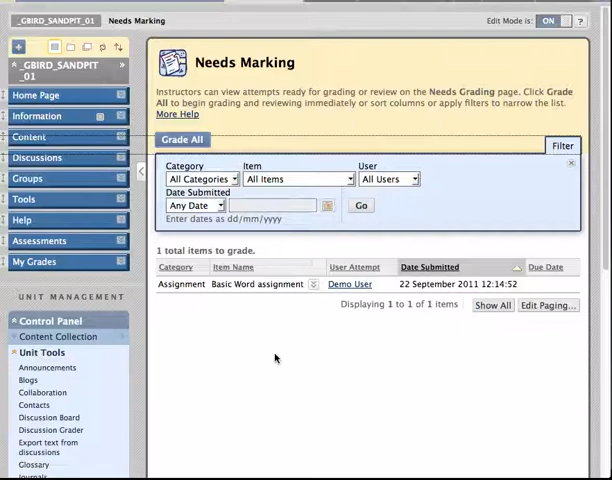 _GBIRD_SANDPIT_01
Needs Marking
Edit Mode is:
ON
?
_GBIRD_SANDPIT
_01
Home Page
Information
Content
Discussions
Groups
Tools
Help
Assessments
My Grades
UNIT MANAGEMENT
Control Panel
Content Collection
Unit Tools
Announcements
Blogs
Collaboration
Contacts
Discussion Board
Discussion Grader
Export text from
discussions
Glossary
Journals
Needs Marking
Instructors can view attempts ready for grading or review on the Needs Grading page. Click Grade
All to begin grading and reviewing immediately or sort columns or apply filters to narrow the list.
More Help
Grade All
Filter
Category Item User
All Categories All Items All Users
Date Submitted
Any Date Go
Enter dates as dd/mm/yyyy
1 total items to grade.
Category Item Name User Attempt Date Submitted Due Date
Assignment Basic Word assignment Demo User 22 September 2011 12:14:52
Displaying 1 to 1 of 1 items Show All Edit Paging...